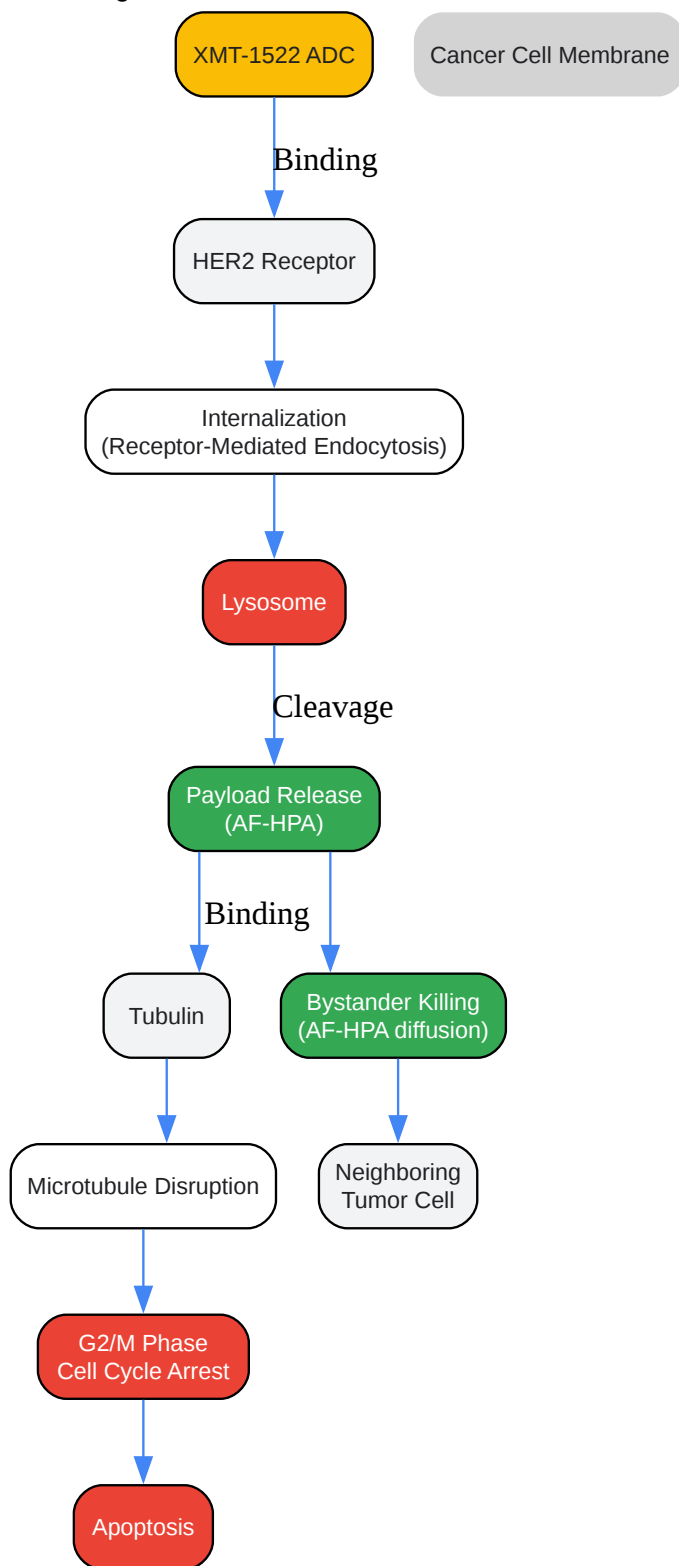 XMT-1522 ADC
Cancer Cell Membrane
Binding
HER2 Receptor
Internalization
(Receptor-Mediated Endocytosis)
Lysosome
Cleavage
Payload Release
(AF-HPA)
Binding
Tubulin
Bystander Killing
(AF-HPA diffusion)
Microtubule Disruption
Neighboring
Tumor Cell
G2/M Phase
Cell Cycle Arrest
Apoptosis